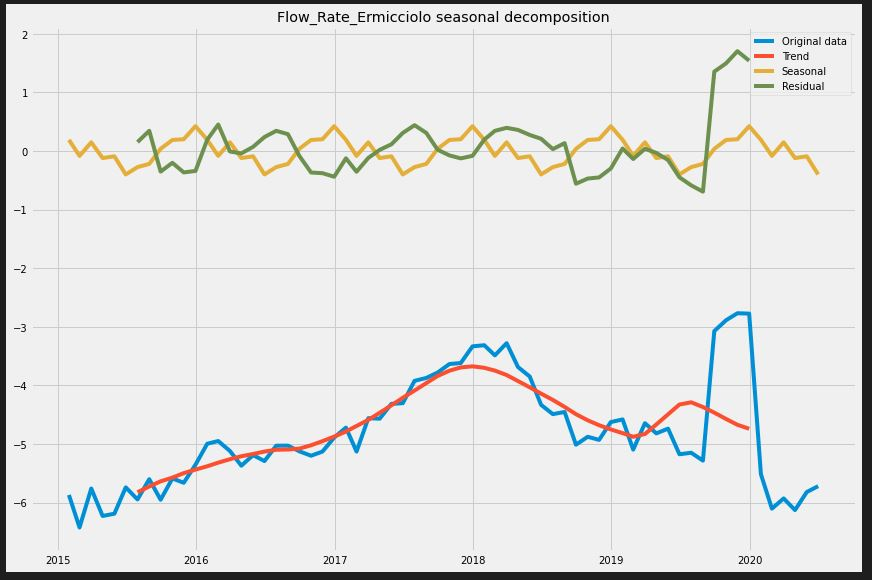 Flow_Rate_Ermicciolo seasonal decomposition
Original data
Trend
Seasonal
Residual
2
1
0
−1
−2
−3
−4
−5
−6
2015 2016 2017 2018 2019 2020